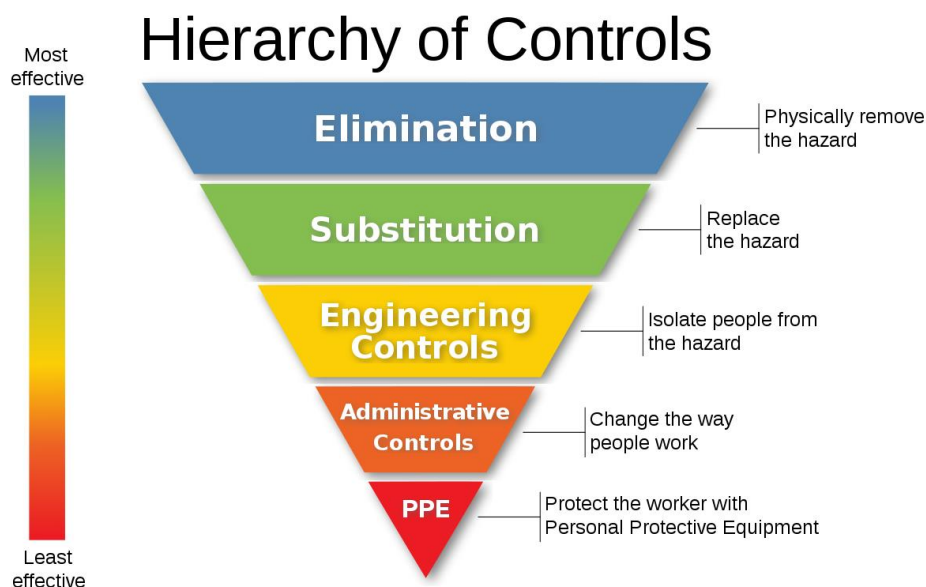 Hierarchy of Controls
Most
effective
Elimination
Physically remove
the hazard
Substitution
Replace
the hazard
Engineering
Controls
Isolate people from
the hazard
Administrative
Controls
Change the way
people work
PPE
Protect the worker with
Personal Protective Equipment
Least
effective